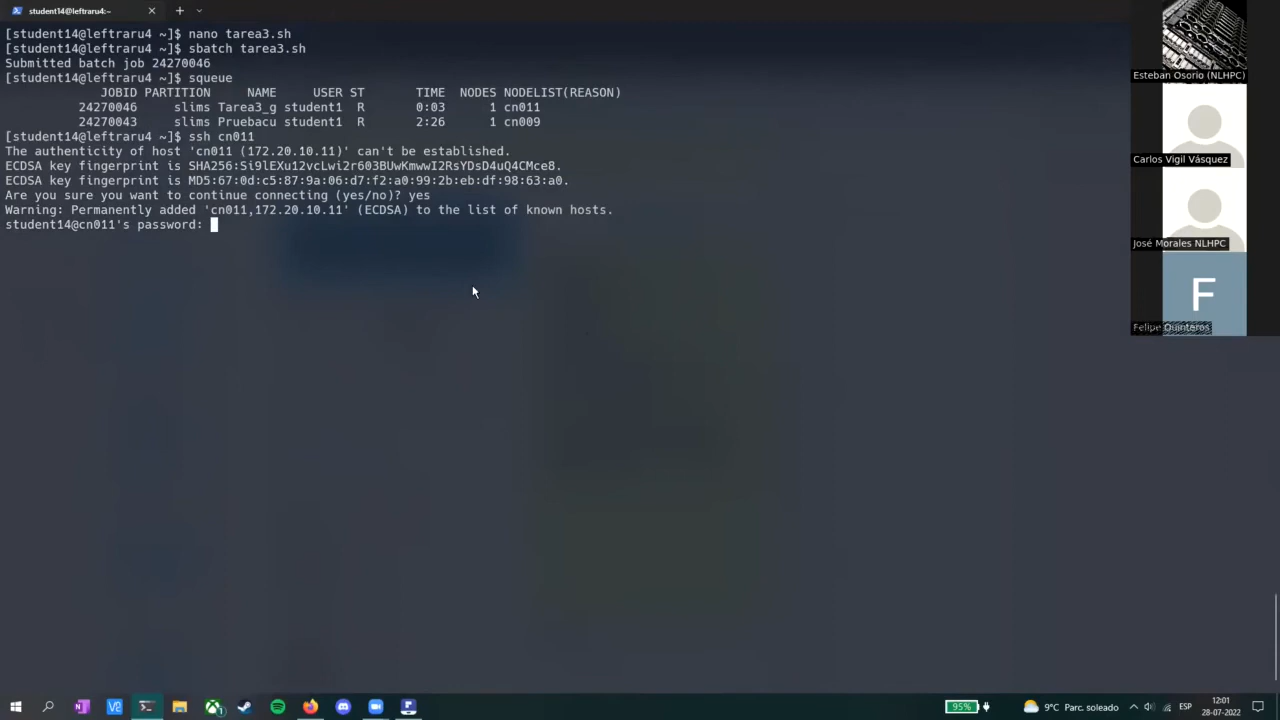 student14@leftraru4:~
[student14@leftraru4 ~]$ nano tarea3.sh
[student14@leftraru4 ~]$ sbatch tarea3.sh
Submitted batch job 24270046
[student14@leftraru4 ~]$ squeue
JOBID PARTITION NAME USER ST TIME NODES NODELIST(REASON)
24270046 slims Tarea3_g student1 R 0:03 1 cn011
24270043 slims Pruebacu student1 R 2:26 1 cn009
[student14@leftraru4 ~]$ ssh cn011
The authenticity of host 'cn011 (172.20.10.11)' can't be established.
ECDSA key fingerprint is SHA256:Si9lEXu12vcLwi2r603BUwKmwwI2RsYDsD4uQ4CMce8.
ECDSA key fingerprint is MD5:67:0d:c5:87:9a:06:d7:f2:a0:99:2b:eb:df:98:63:a0.
Are you sure you want to continue connecting (yes/no)? yes
Warning: Permanently added 'cn011,172.20.10.11' (ECDSA) to the list of known hosts.
student14@cn011's password:
Esteban Osorio (NLHPC)
Carlos Vigil Vásquez
José Morales NLHPC
F
Felipe Quinteros
95%
9°C Parc. soleado
ESP
12:01
28-07-2022